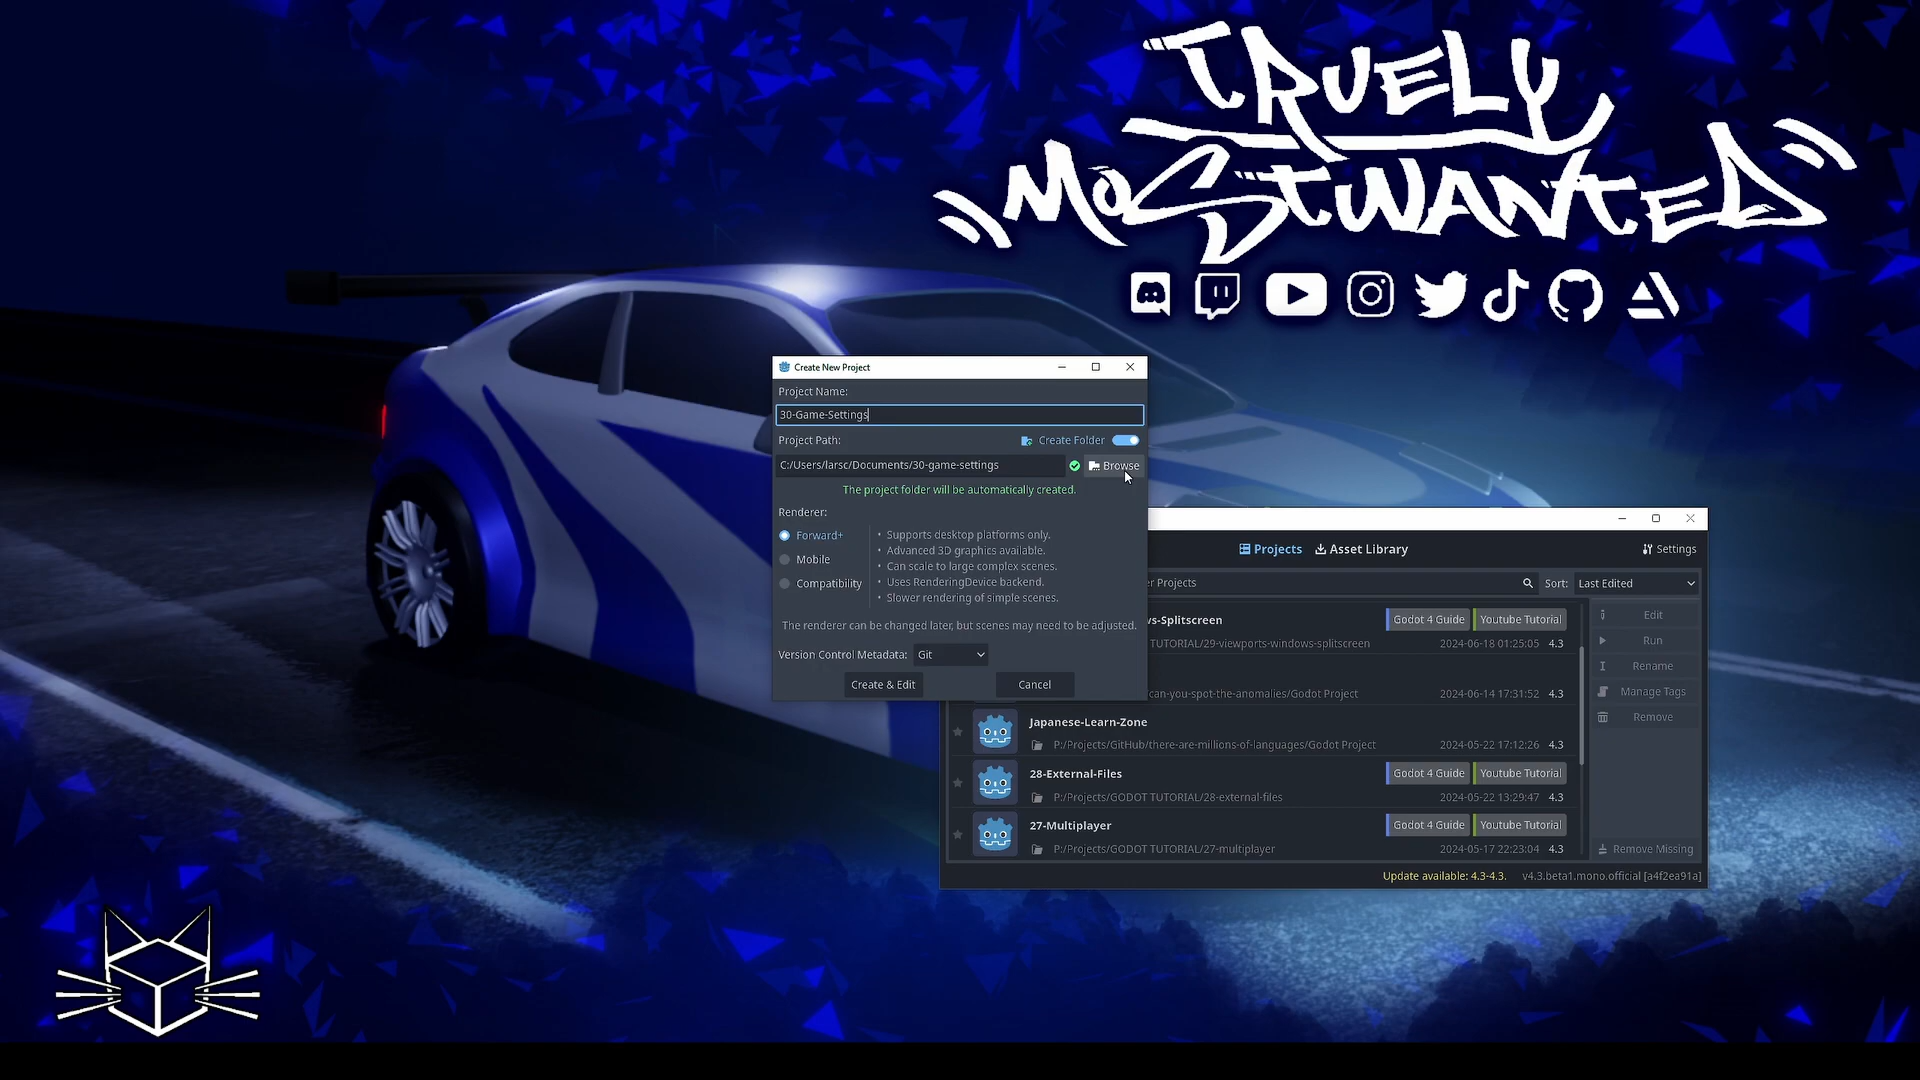 TRUELY
MOSTWANTED
Create New Project
Project Name:
30-Game-Settings
Project Path:
Create Folder
C:/Users/larsc/Documents/30-game-settings
Browse
The project folder will be automatically created.
Renderer:
Forward+
Mobile
Compatibility
• Supports desktop platforms only.
• Advanced 3D graphics available.
• Can scale to large complex scenes.
• Uses RenderingDevice backend.
• Slower rendering of simple scenes.
The renderer can be changed later, but scenes may need to be adjusted.
Version Control Metadata:
Git
Create & Edit
Cancel
Projects
Asset Library
Settings
Projects
Sort:
Last Edited
-Splitscreen
Godot 4 Guide
Youtube Tutorial
TUTORIAL/29-viewports-windows-splitscreen
2024-06-18 01:25:05
4.3
can-you-spot-the-anomalies/Godot Project
2024-06-14 17:31:52
4.3
Japanese-Learn-Zone
P:/Projects/GitHub/there-are-millions-of-languages/Godot Project
2024-05-22 17:12:26
4.3
28-External-Files
Godot 4 Guide
Youtube Tutorial
P:/Projects/GODOT TUTORIAL/28-external-files
2024-05-22 13:29:47
4.3
27-Multiplayer
Godot 4 Guide
Youtube Tutorial
P:/Projects/GODOT TUTORIAL/27-multiplayer
2024-05-17 22:23:04
4.3
Edit
Run
Rename
Manage Tags
Remove
Remove Missing
Update available: 4.3-4.3.
v4.3.beta1.mono.official [a4f2ea91a]